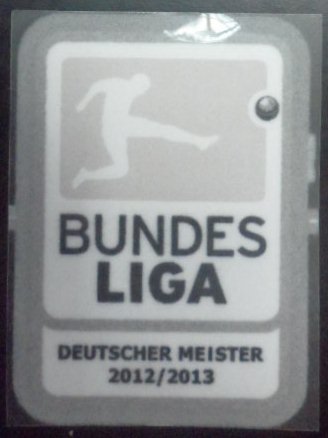 BUNDES
LIGA
DEUTSCHER MEISTER
2012/2013